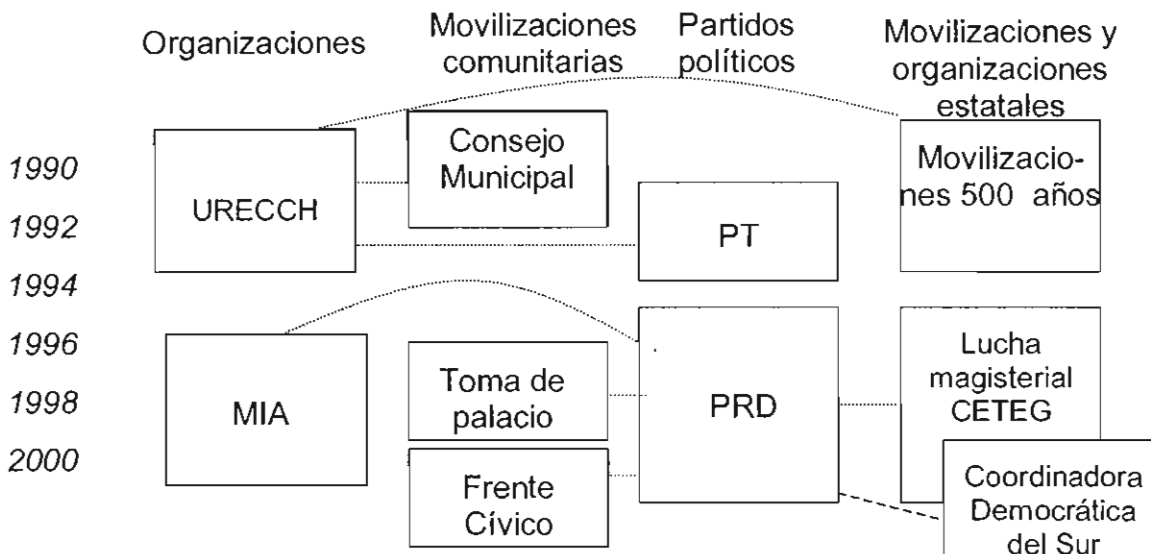 Organizaciones
Movilizaciones
comunitarias
Partidos
políticos
Movilizaciones y
organizaciones
estatales
1990
1992
1994
1996
1998
2000
URECCH
Consejo
Municipal
PT
Movilizacio-
nes 500 años
MIA
Toma de
palacio
Frente
Cívico
PRD
Lucha
magisterial
CETEG
Coordinadora
Democrática
del Sur